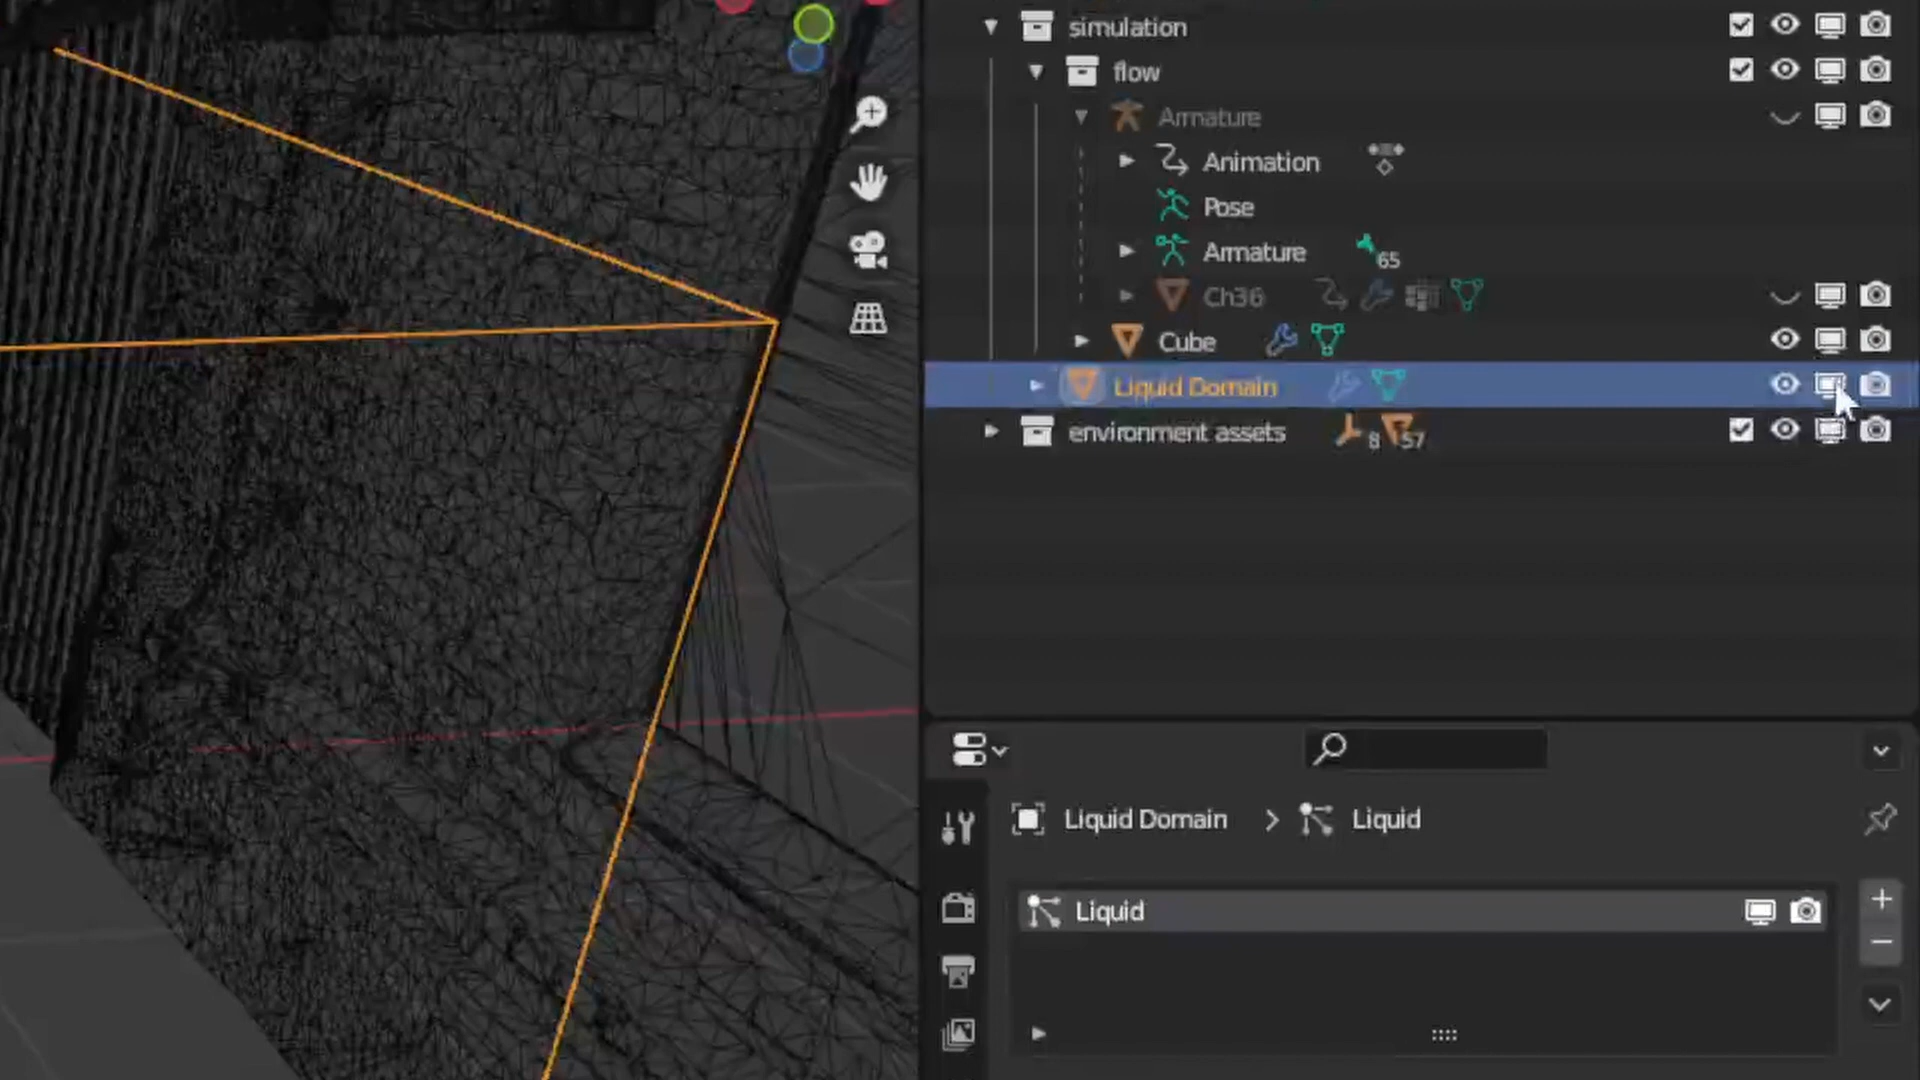 simulation
flow
Armature
Animation
Pose
Armature 65
Ch36
Cube
Liquid Domain
environment assets 8 57
Liquid Domain > Liquid
Liquid